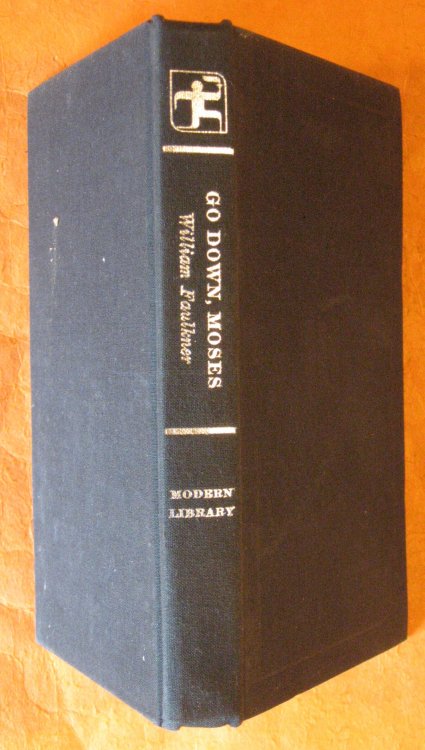 GO DOWN, MOSES
William Faulkner
MODERN
LIBRARY